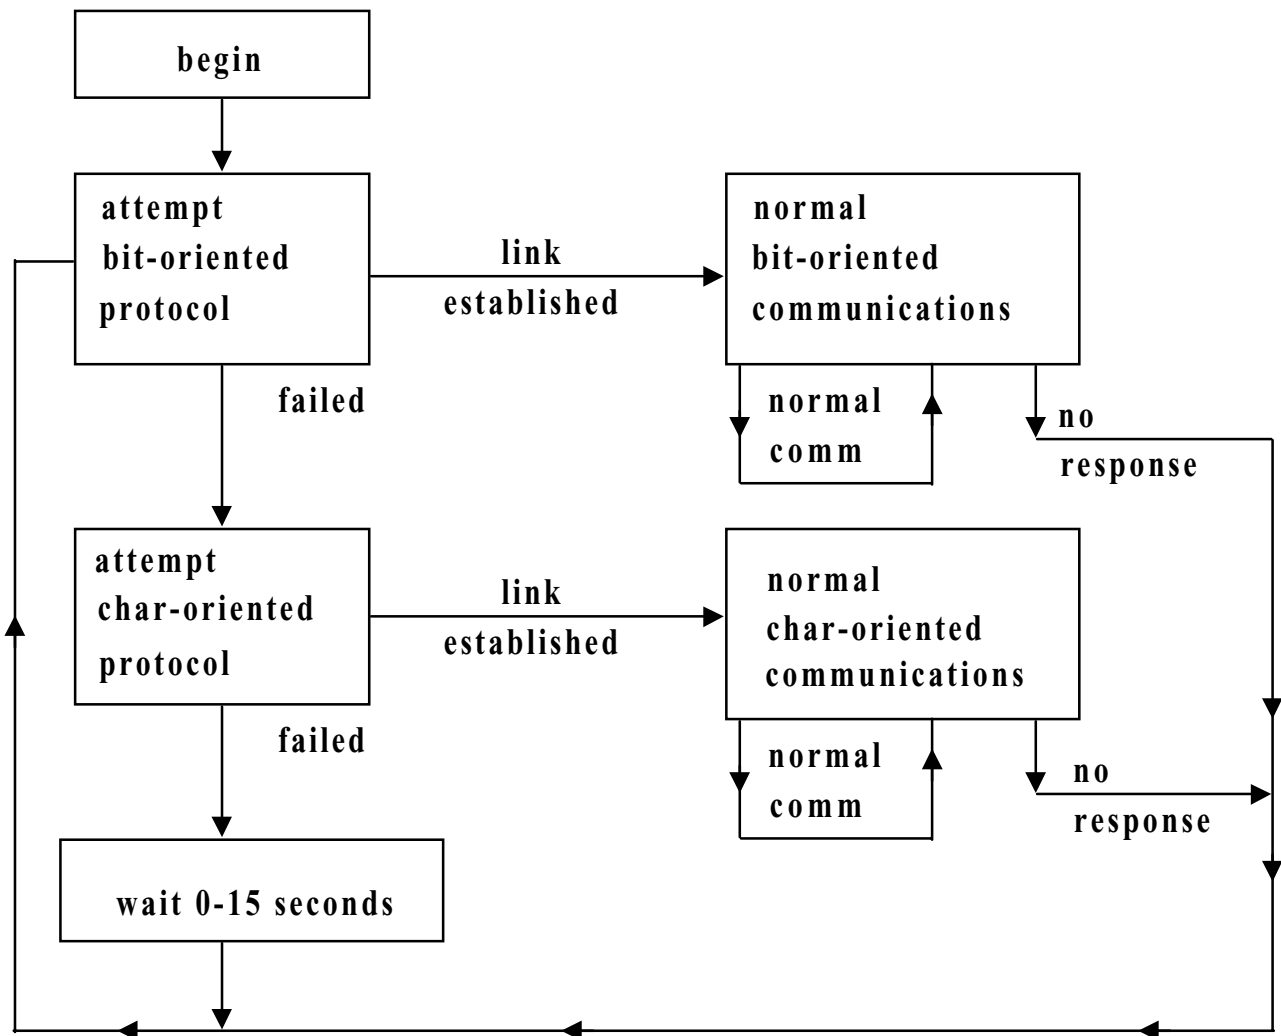 begin
attempt
bit-oriented
protocol
link
established
normal
bit-oriented
communications
failed
normal
comm
no
response
attempt
char-oriented
protocol
link
established
normal
char-oriented
communications
failed
normal
comm
no
response
wait 0-15 seconds